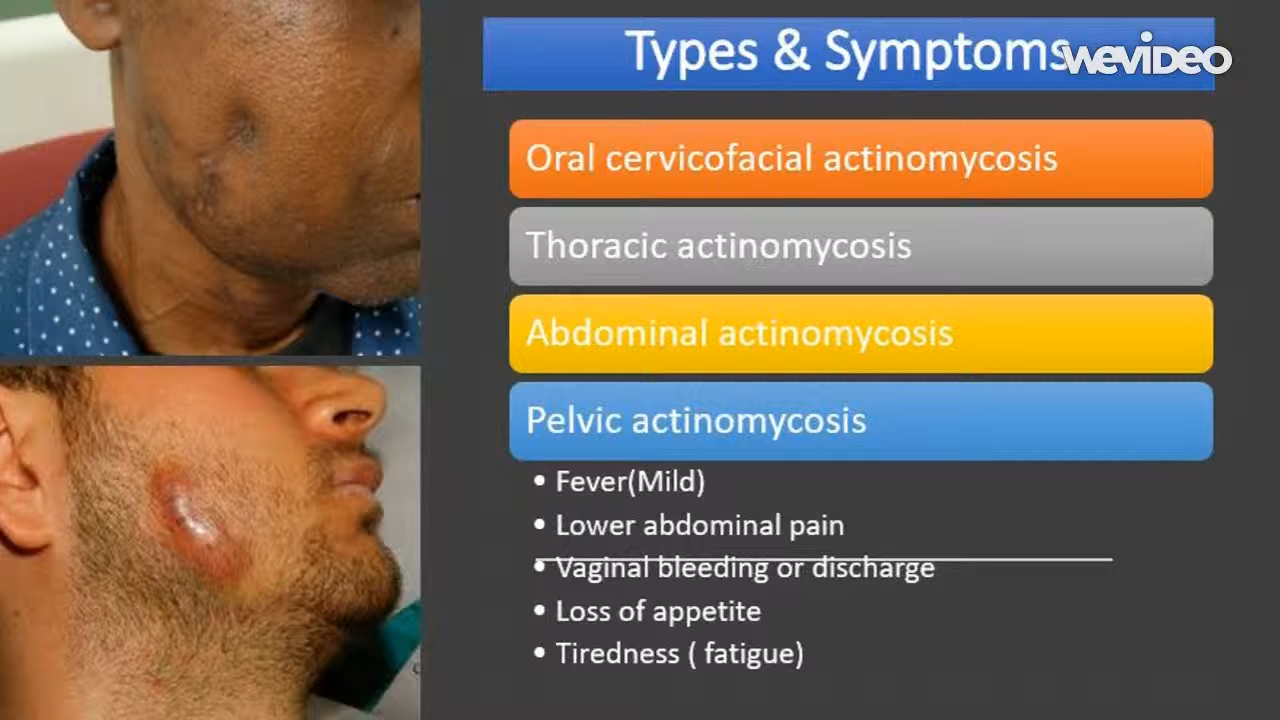 Types & Symptoms
WeVideo
Oral cervicofacial actinomycosis
Thoracic actinomycosis
Abdominal actinomycosis
Pelvic actinomycosis
• Fever(Mild)
• Lower abdominal pain
• Vaginal bleeding or discharge
• Loss of appetite
• Tiredness ( fatigue)